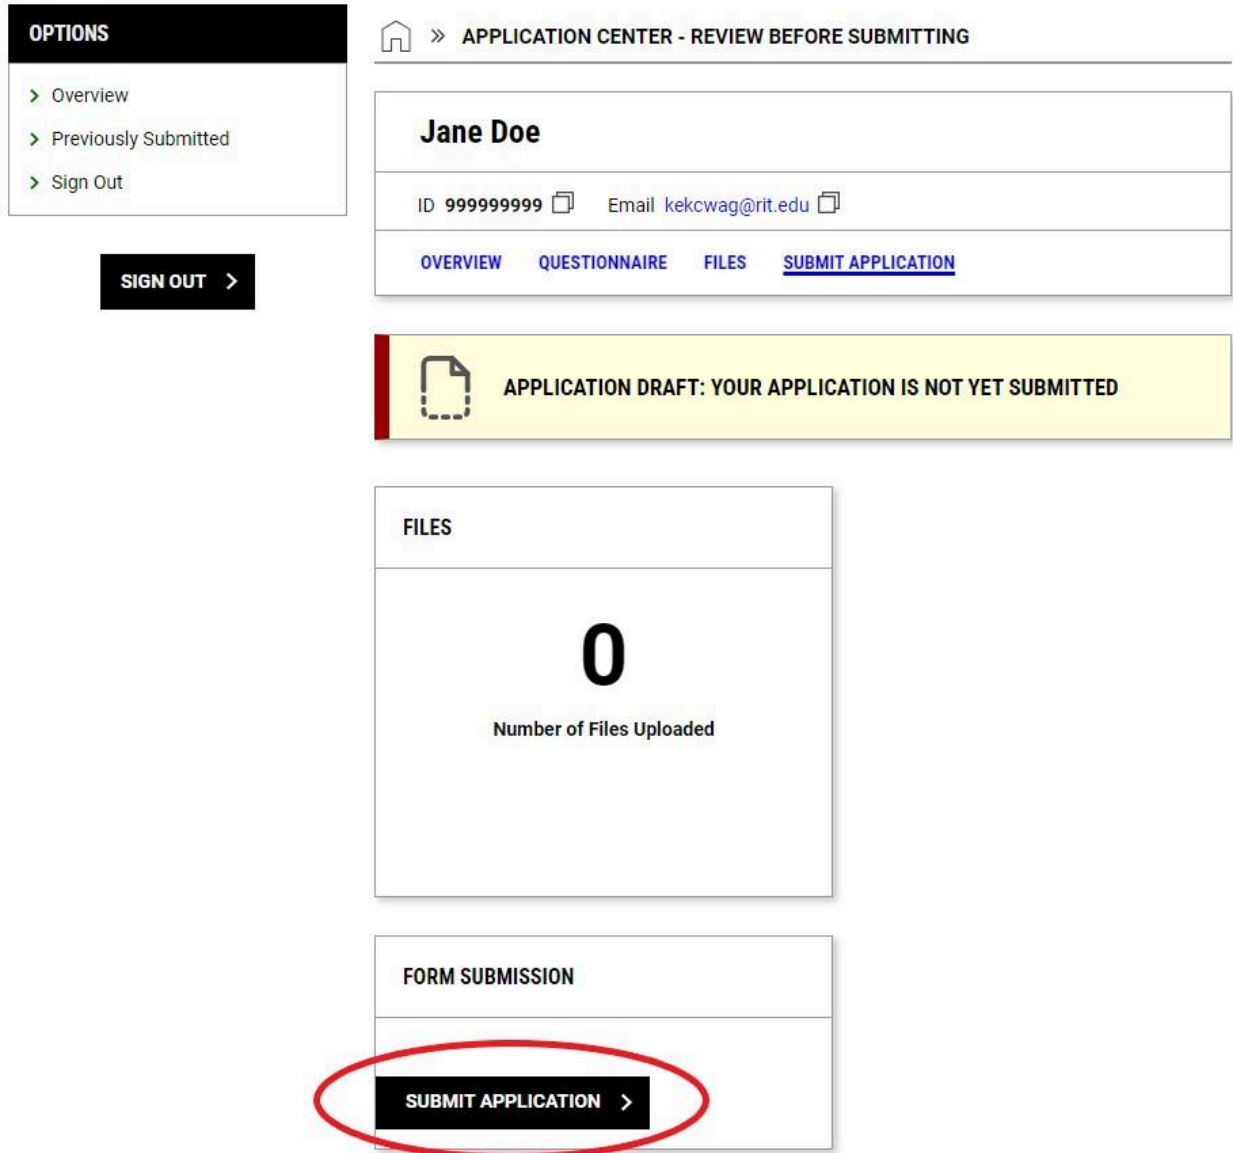 OPTIONS
Overview
Previously Submitted
Sign Out
SIGN OUT
» APPLICATION CENTER - REVIEW BEFORE SUBMITTING
Jane Doe
ID 999999999 Email kekcwag@rit.edu
OVERVIEW QUESTIONNAIRE FILES SUBMIT APPLICATION
APPLICATION DRAFT: YOUR APPLICATION IS NOT YET SUBMITTED
FILES
0
Number of Files Uploaded
FORM SUBMISSION
SUBMIT APPLICATION